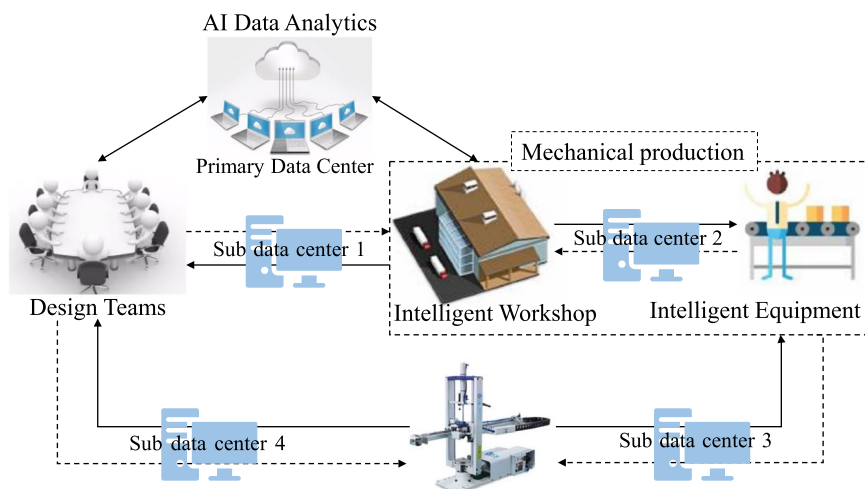 AI Data Analytics
Primary Data Center
Mechanical production
Sub data center 1
Sub data center 2
Design Teams
Intelligent Workshop
Intelligent Equipment
Sub data center 4
Sub data center 3